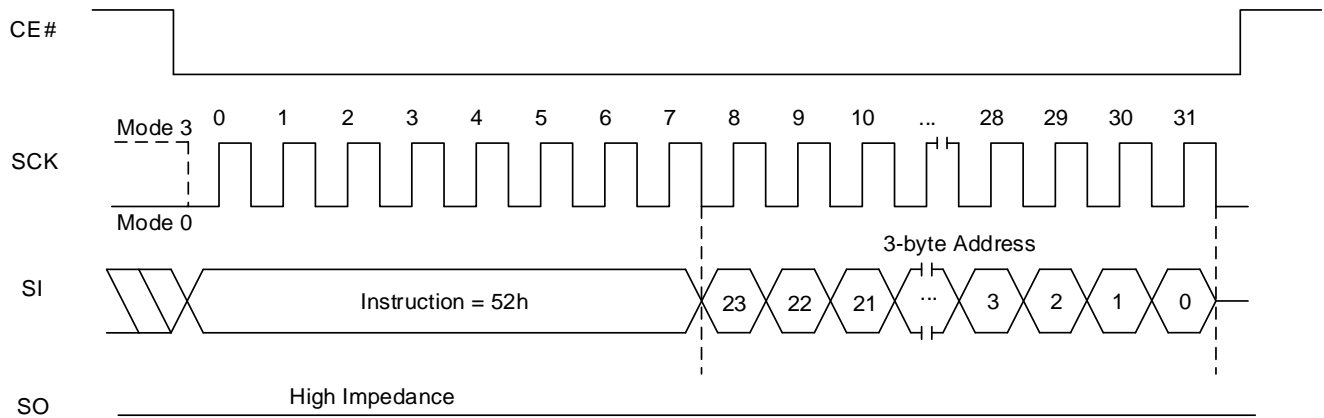 CE#
0 1 2 3 4 5 6 7 8 9 10 ... 28 29 30 31
Mode 3
SCK
Mode 0
3-byte Address
SI
Instruction = 52h 23 22 21 ... 3 2 1 0
High Impedance
SO